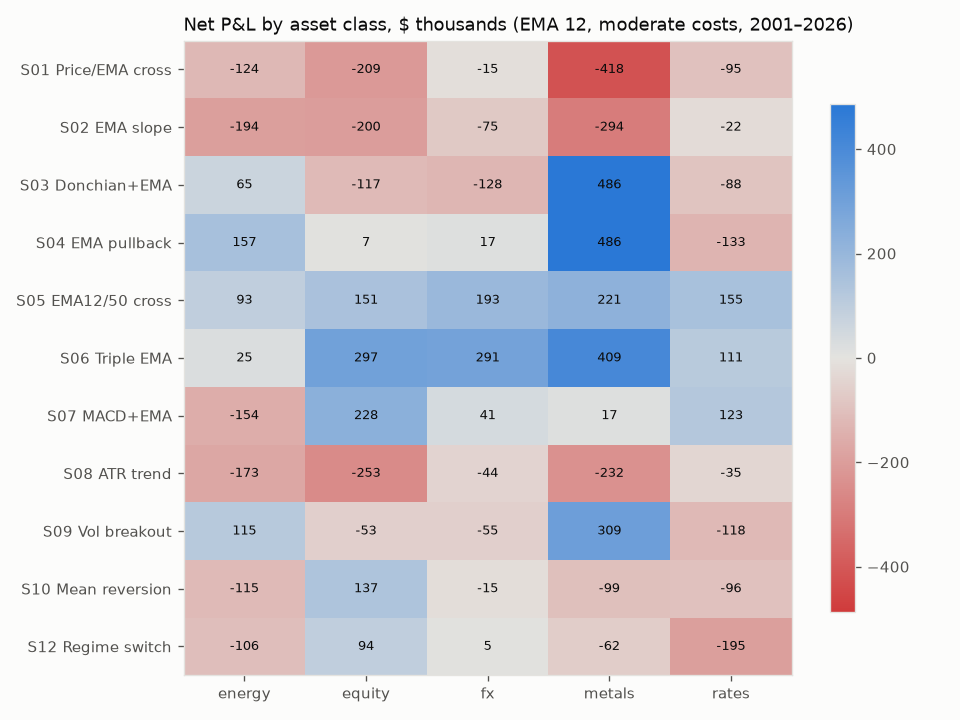 Net P&L by asset class, $ thousands (EMA 12, moderate costs, 2001–2026)
S01 Price/EMA cross -124 -209 -15 -418 -95
S02 EMA slope -194 -200 -75 -294 -22
S03 Donchian+EMA 65 -117 -128 486 -88
S04 EMA pullback 157 7 17 486 -133
S05 EMA12/50 cross 93 151 193 221 155
S06 Triple EMA 25 297 291 409 111
S07 MACD+EMA -154 228 41 17 123
S08 ATR trend -173 -253 -44 -232 -35
S09 Vol breakout 115 -53 -55 309 -118
S10 Mean reversion -115 137 -15 -99 -96
S12 Regime switch -106 94 5 -62 -195
energy equity fx metals rates
400
200
0
−200
−400